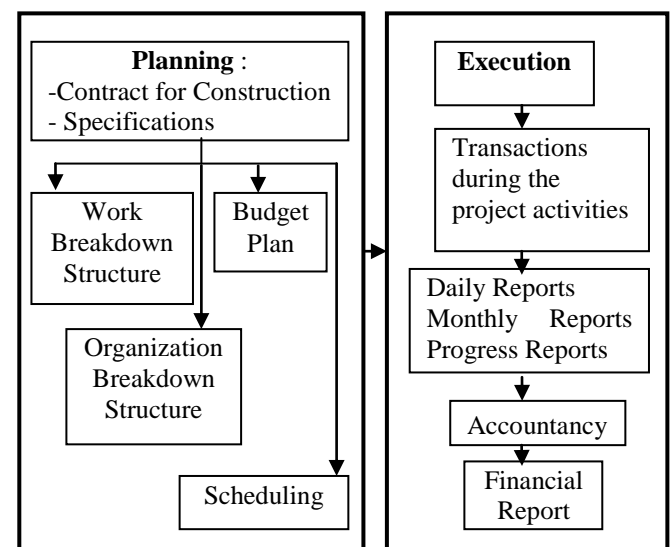 Planning :
-Contract for Construction
- Specifications
Work
Breakdown
Structure
Budget
Plan
Organization
Breakdown
Structure
Scheduling
Execution
Transactions
during the
project activities
Daily Reports
Monthly Reports
Progress Reports
Accountancy
Financial
Report